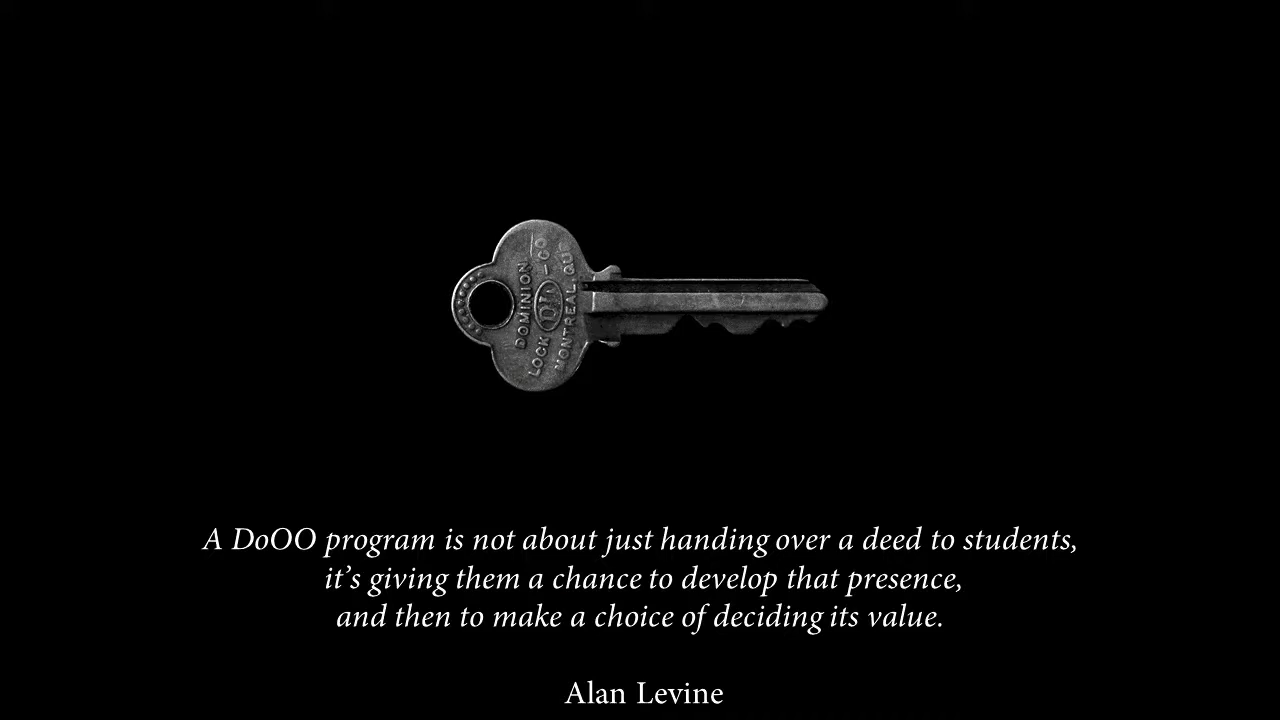 DOMINION
LOCK DL - CO
MONTREAL, QUE
A DoOO program is not about just handing over a deed to students,
it's giving them a chance to develop that presence,
and then to make a choice of deciding its value.
Alan Levine